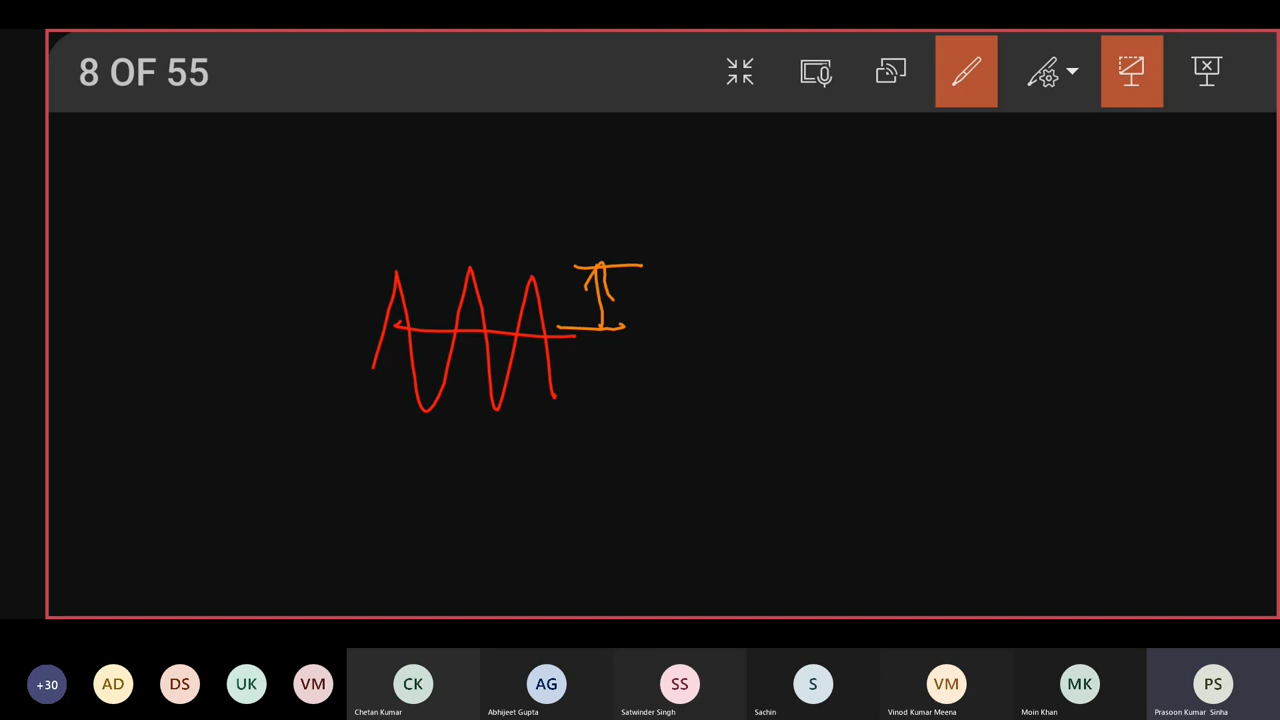 8 OF 55
+30 AD DS UK VM CK AG SS S VM MK PS
Chetan Kumar Abhijeet Gupta Satwinder Singh Sachin Vinod Kumar Meena Moin Khan Prasoon Kumar Sinha